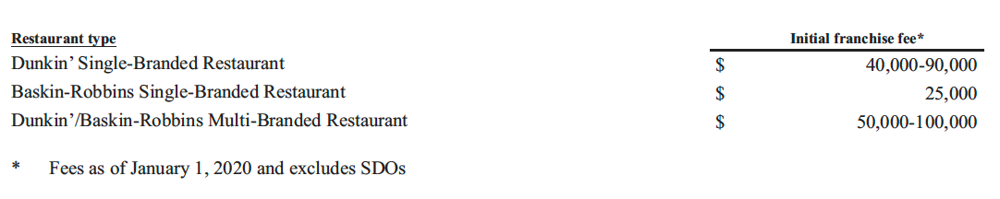 Restaurant type Initial franchise fee*
Dunkin’ Single-Branded Restaurant $ 40,000-90,000
Baskin-Robbins Single-Branded Restaurant $ 25,000
Dunkin’/Baskin-Robbins Multi-Branded Restaurant $ 50,000-100,000
* Fees as of January 1, 2020 and excludes SDOs